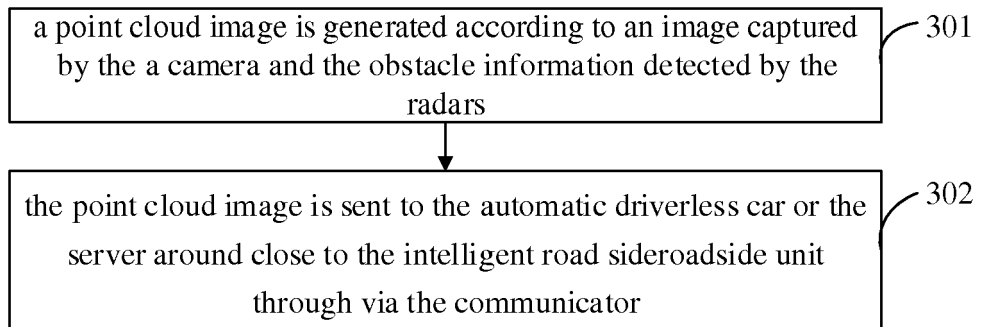 a point cloud image is generated according to an image captured
by the a camera and the obstacle information detected by the
radars
301
the point cloud image is sent to the automatic driverless car or the
server around close to the intelligent road sideroadside unit
through via the communicator
302